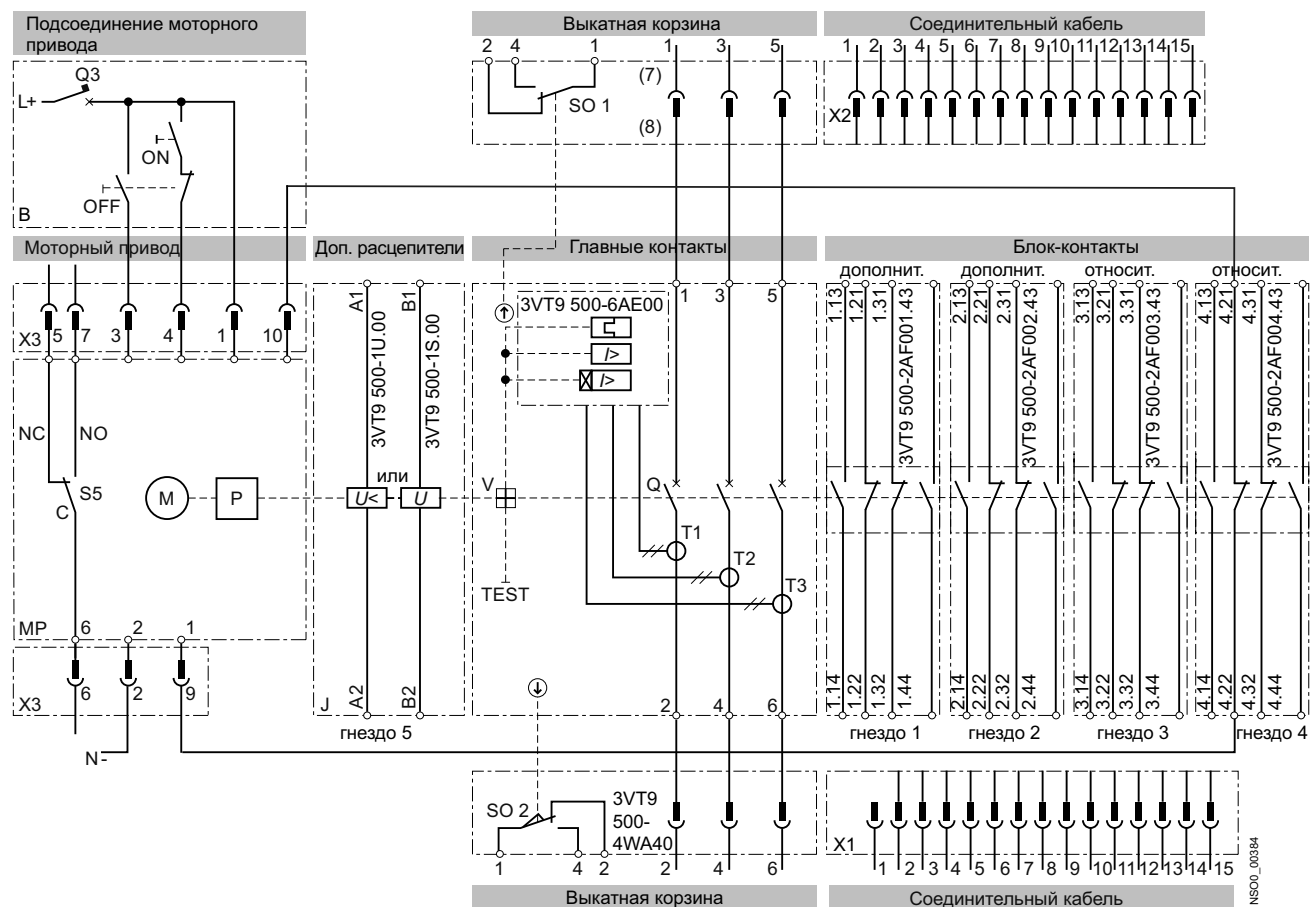 Подсоединение моторного
привода
Выкатная корзина
Соединительный кабель
Q3
L+
ON
OFF
B
2 4 1 1 3 5
(7)
SO 1
(8)
1 2 3 4 5 6 7 8 9 10 11 12 13 14 15
X2
Моторный привод
Доп. расцепители
Главные контакты
Блок-контакты
X3 5 7 3 4 1 10
NC NO
S5
C
M
P
MP 6 2 1
X3 6 2 9
N-
A1
B1
3VT9 500-1U.00
3VT9 500-1S.00
или
U<
U
J
A2
B2
гнездо 5
3VT9 500-6AE00
I>
I>
1 3 5
V
Q
T1
T2
T3
TEST
2 4 6
дополнит.
дополнит.
относит.
относит.
1.13 1.21 1.31 1.43
3VT9 500-2AF00
2.13 2.21 2.31 2.43
3VT9 500-2AF00
3.13 3.21 3.31 3.43
3VT9 500-2AF00
4.13 4.21 4.31 4.43
3VT9 500-2AF00
1.14 1.22 1.32 1.44
2.14 2.22 2.32 2.44
3.14 3.22 3.32 3.44
4.14 4.22 4.32 4.44
гнездо 1
гнездо 2
гнездо 3
гнездо 4
SO 2
3VT9
500-
4WA40
1 4 2 2 4 6
X1
1 2 3 4 5 6 7 8 9 10 11 12 13 14 15
Выкатная корзина
Соединительный кабель
NSO0_00384